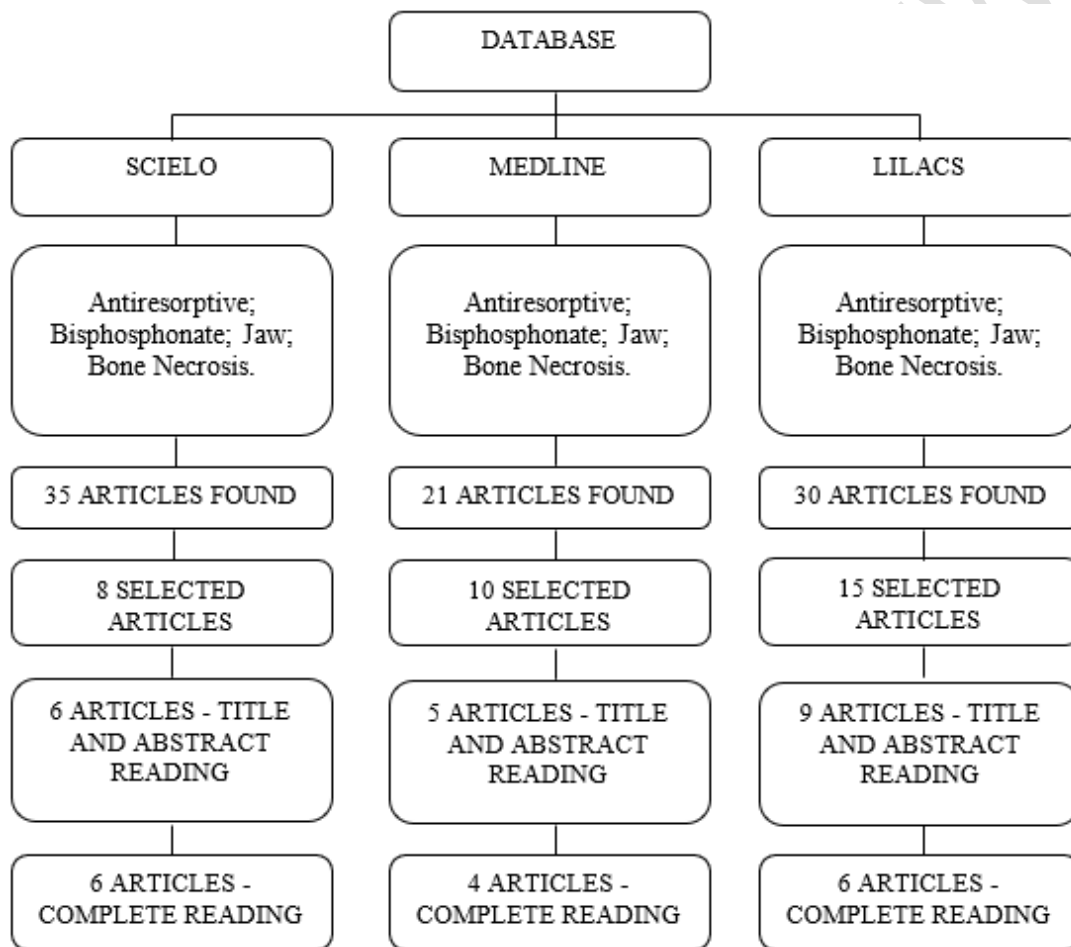 DATABASE
SCIELO
MEDLINE
LILACS
Antiresorptive;
Bisphosphonate; Jaw;
Bone Necrosis.
Antiresorptive;
Bisphosphonate; Jaw;
Bone Necrosis.
Antiresorptive;
Bisphosphonate; Jaw;
Bone Necrosis.
35 ARTICLES FOUND
21 ARTICLES FOUND
30 ARTICLES FOUND
8 SELECTED
ARTICLES
10 SELECTED
ARTICLES
15 SELECTED
ARTICLES
6 ARTICLES - TITLE
AND ABSTRACT
READING
5 ARTICLES - TITLE
AND ABSTRACT
READING
9 ARTICLES - TITLE
AND ABSTRACT
READING
6 ARTICLES -
COMPLETE READING
4 ARTICLES -
COMPLETE READING
6 ARTICLES -
COMPLETE READING